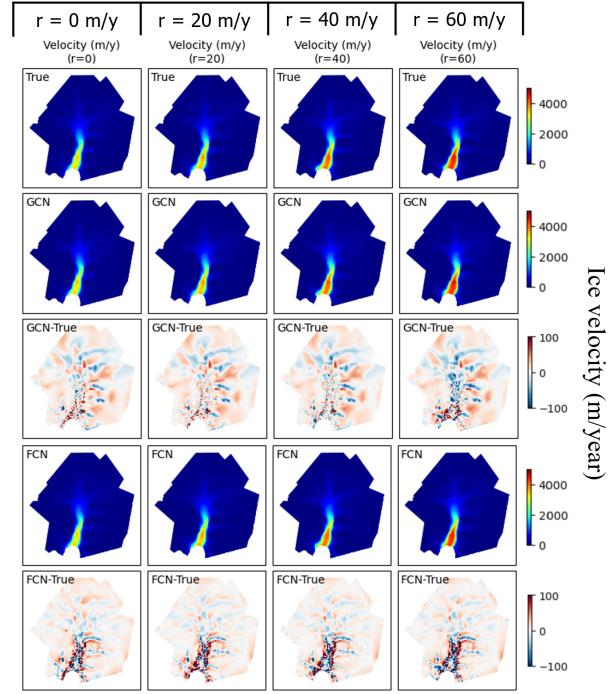 r = 0 m/y r = 20 m/y r = 40 m/y r = 60 m/y
Velocity (m/y) Velocity (m/y) Velocity (m/y) Velocity (m/y)
(r=0) (r=20) (r=40) (r=60)
True True True True
4000
2000
0
GCN GCN GCN GCN
4000
2000
0
GCN-True GCN-True GCN-True GCN-True
100
0
−100
FCN FCN FCN FCN
4000
2000
0
FCN-True FCN-True FCN-True FCN-True
100
0
−100
Ice velocity (m/year)